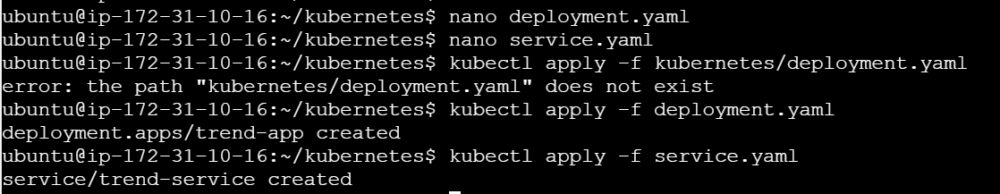 ubuntu@ip-172-31-10-16:~/kubernetes$ nano deployment.yaml
ubuntu@ip-172-31-10-16:~/kubernetes$ nano service.yaml
ubuntu@ip-172-31-10-16:~/kubernetes$ kubectl apply -f kubernetes/deployment.yaml
error: the path "kubernetes/deployment.yaml" does not exist
ubuntu@ip-172-31-10-16:~/kubernetes$ kubectl apply -f deployment.yaml
deployment.apps/trend-app created
ubuntu@ip-172-31-10-16:~/kubernetes$ kubectl apply -f service.yaml
service/trend-service created